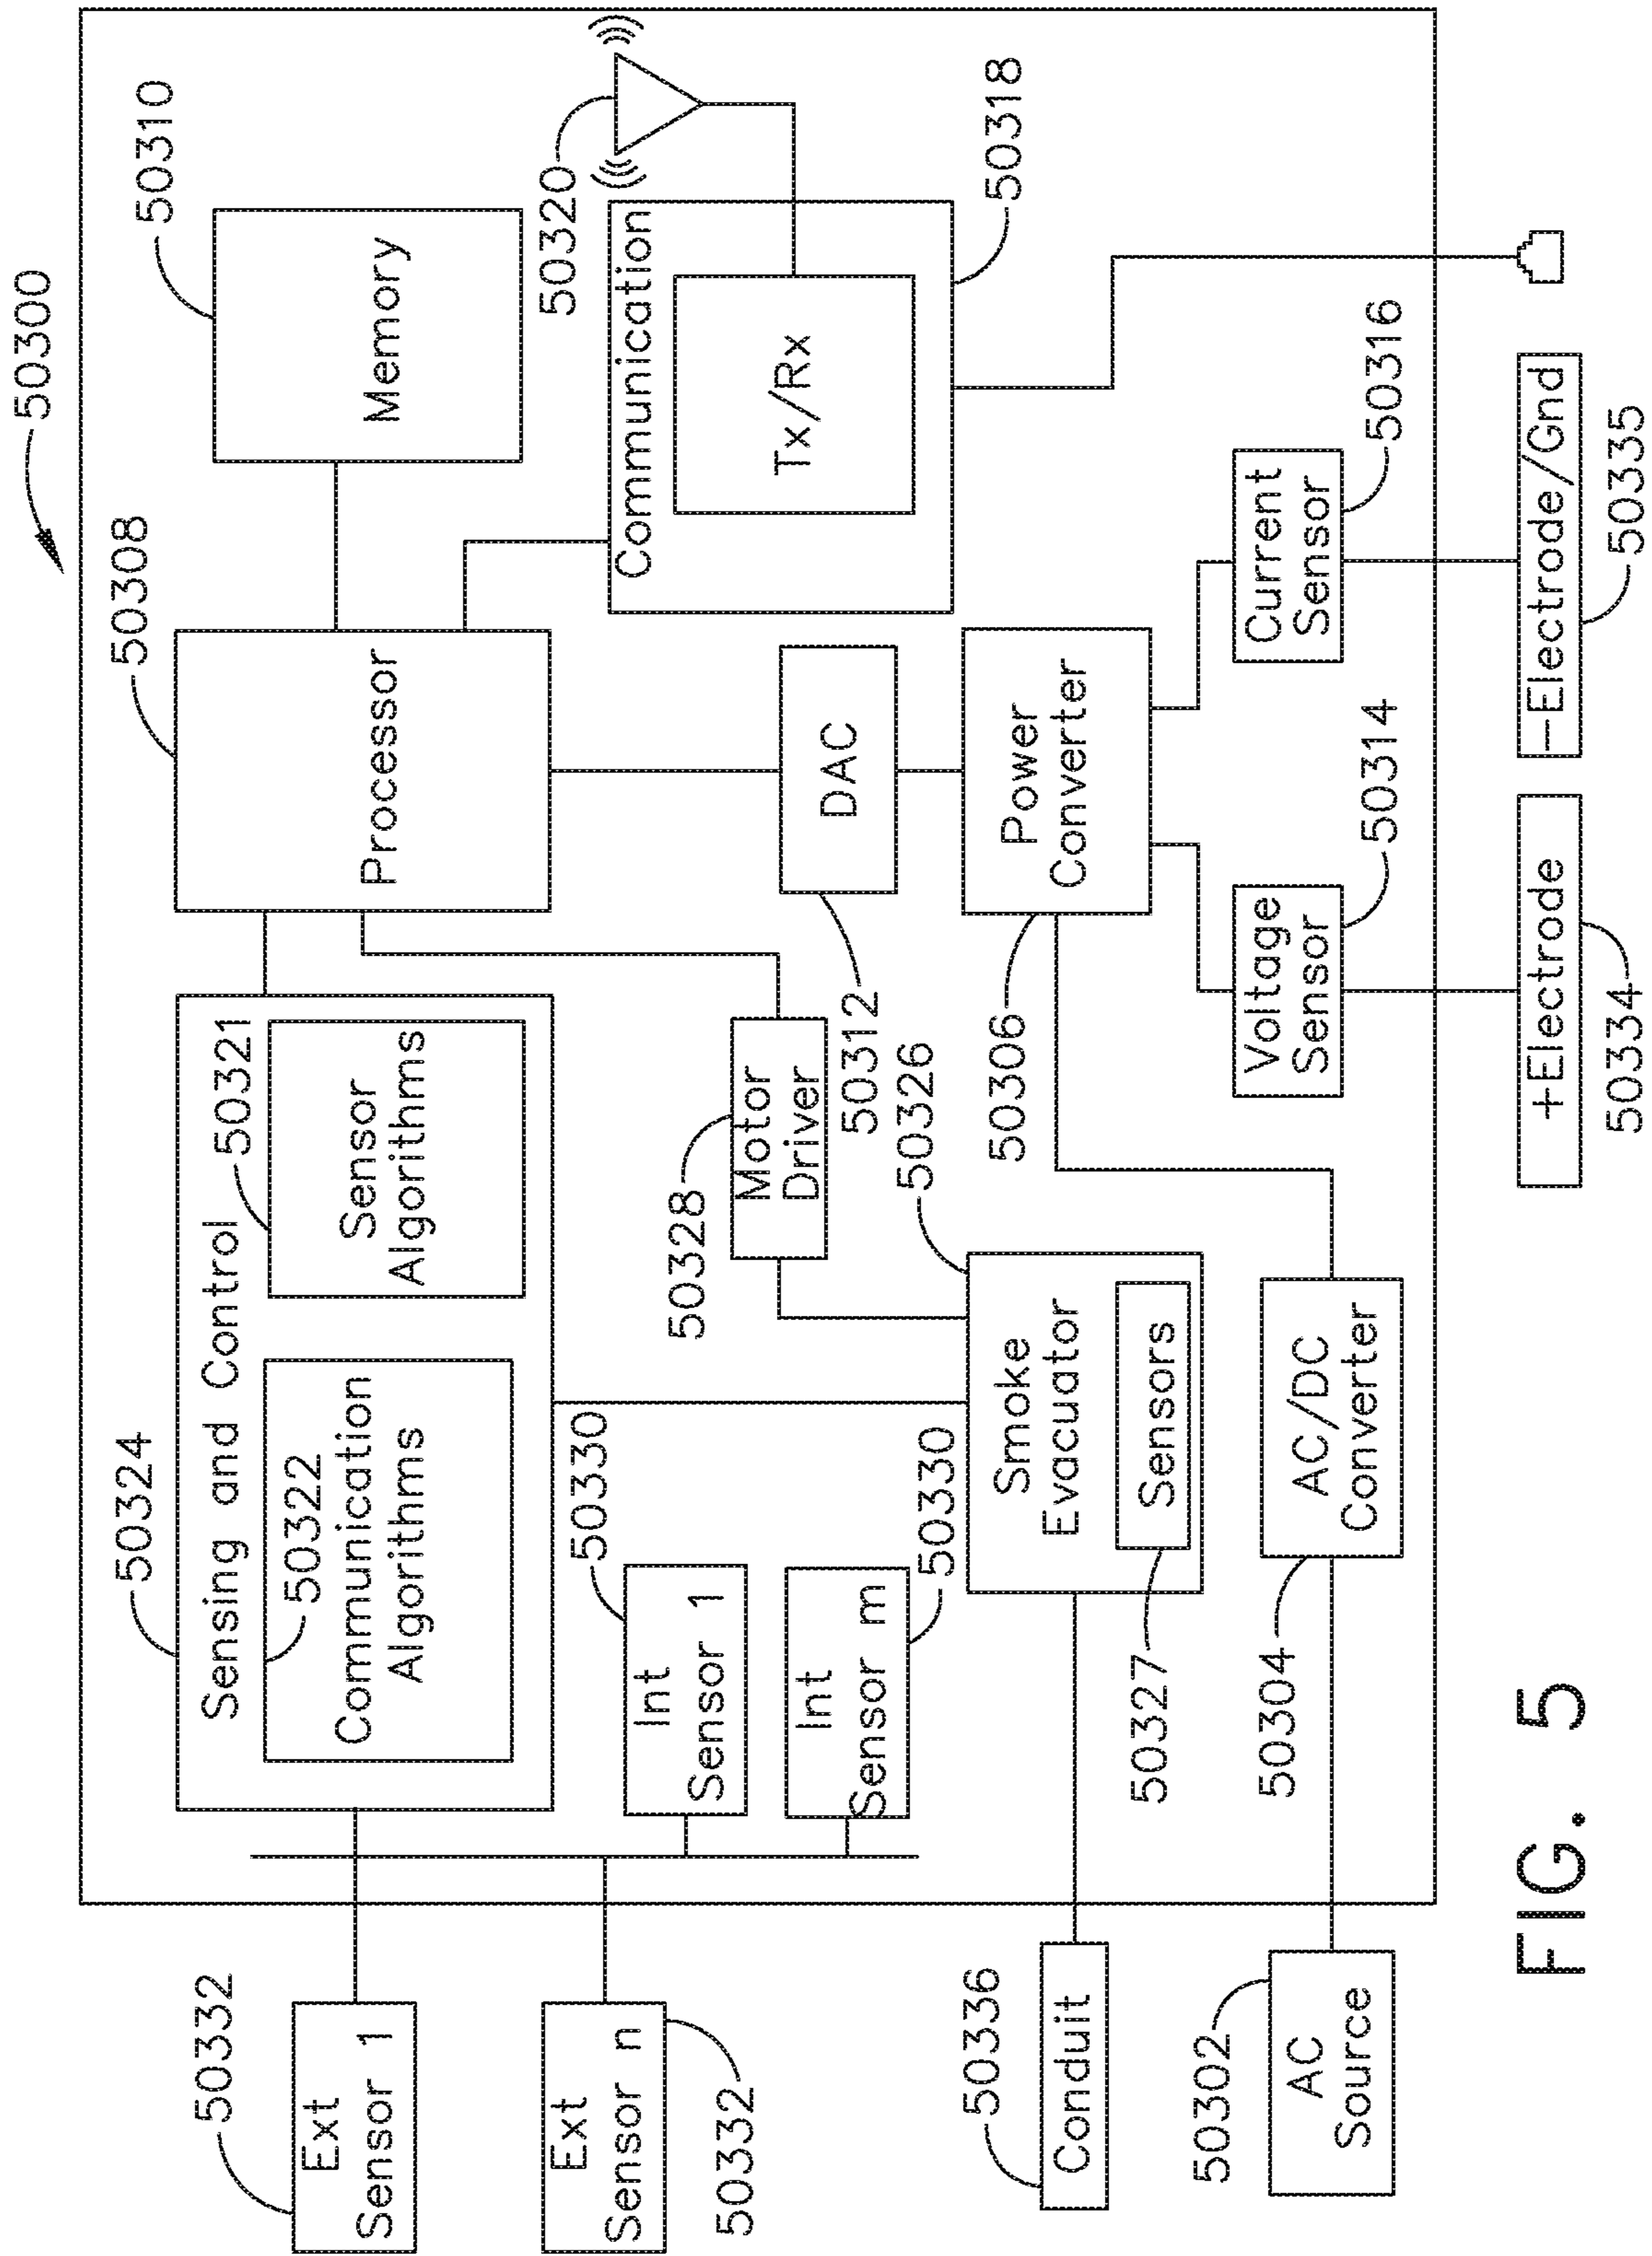 50300
50332
Ext
Sensor 1
50324
Sensing and Control
50322
Communication
Algorithms
50321
Sensor
Algorithms
50308
Processor
50310
Memory
Ext
Sensor n
50332
50330
Int
Sensor 1
Int
Sensor m
50330
50328
Motor
Driver
50312
DAC
50320
Communication
Tx/Rx
50318
50336
Conduit
50326
Smoke
Evacuator
Sensors
50327
50306
Power
Converter
50302
AC
Source
50304
AC/DC
Converter
Voltage
Sensor
50314
Current
Sensor
50316
+Electrode
50334
—Electrode/Gnd
50335
FIG. 5